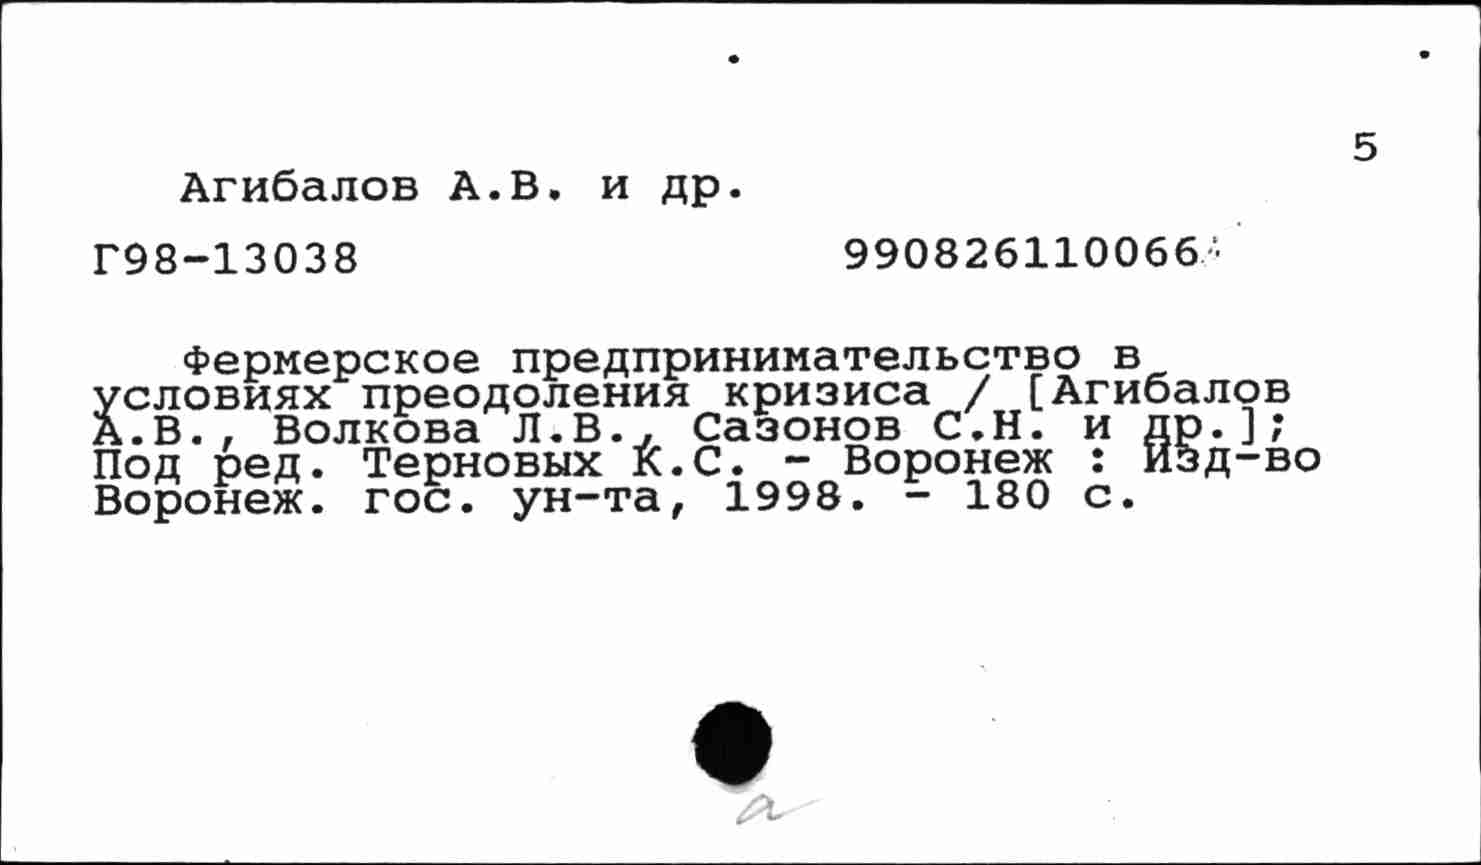 5
Агибалов А.В. и др.
Г98-13038 990826110066
Фермерское предпринимательство в
условиях преодоления кризиса / [Агибалов
А.В., Волкова Л.В., Сазонов С.Н. и др.];
Под ред. Терновых К.С. - Воронеж : Изд-во
Воронеж. гос. ун-та, 1998. - 180 с.
а